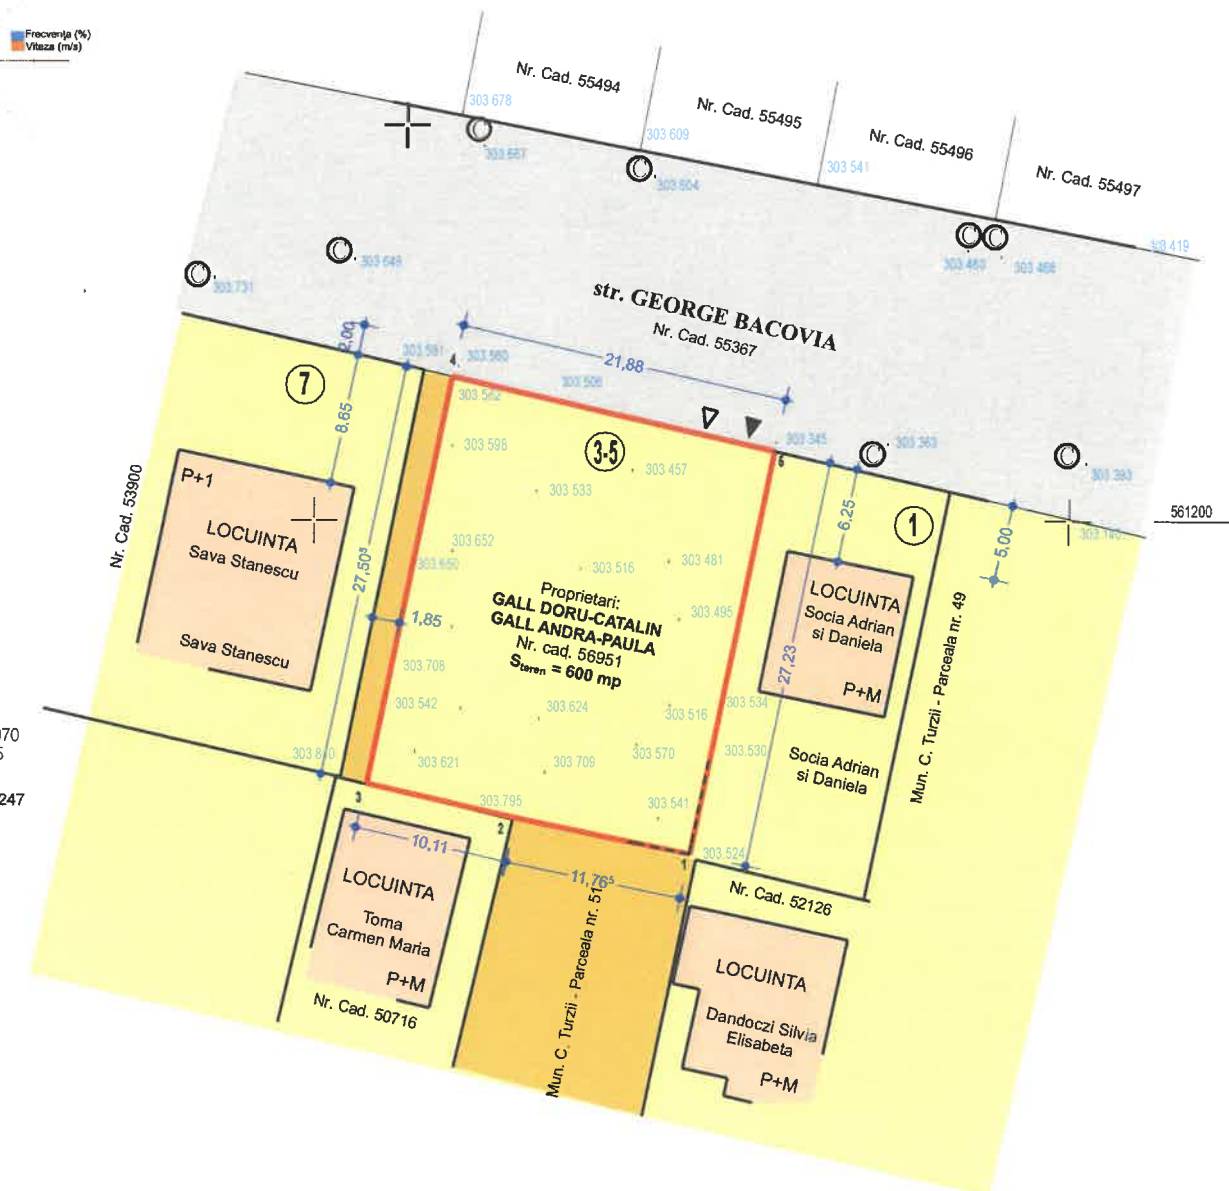 Frecvenţa (%)
Viteza (m/s)
Nr. Cad. 55494
Nr. Cad. 55495
Nr. Cad. 55496
Nr. Cad. 55497
303 678
303 609
303 541
303 419
303 667
303 604
303 649
303 731
303 466
str. GEORGE BACOVIA
Nr. Cad. 55367
21,88
2,00
8,65
303 581
4
303 560
303 506
303 562
303 345
5
303 363
303 393
561200
7
3-5
1
303 598
303 457
303 533
303 652
303 650
303 516
303 481
303 495
6,25
5,00
Nr. Cad. 53900
P+1
LOCUINTA
Sava Stanescu
Sava Stanescu
27,50⁵
1,85
Proprietari:
GALL DORU-CATALIN
GALL ANDRA-PAULA
Nr. cad. 56951
Steren = 600 mp
27,23
LOCUINTA
Socia Adrian
si Daniela
P+M
Socia Adrian
si Daniela
Mun. C. Turzii - Parceala nr. 49
303.708
303 542
303 624
303 516
303 534
303.530
303 570
303 621
303 709
303.541
303.795
303.524
070
5
247
3
2
1
10,11
11,76⁵
LOCUINTA
Toma
Carmen Maria
P+M
Nr. Cad. 50716
Mun. C. Turzii - Parceala nr. 51
Nr. Cad. 52126
LOCUINTA
Dandoczi Silvia
Elisabeta
P+M